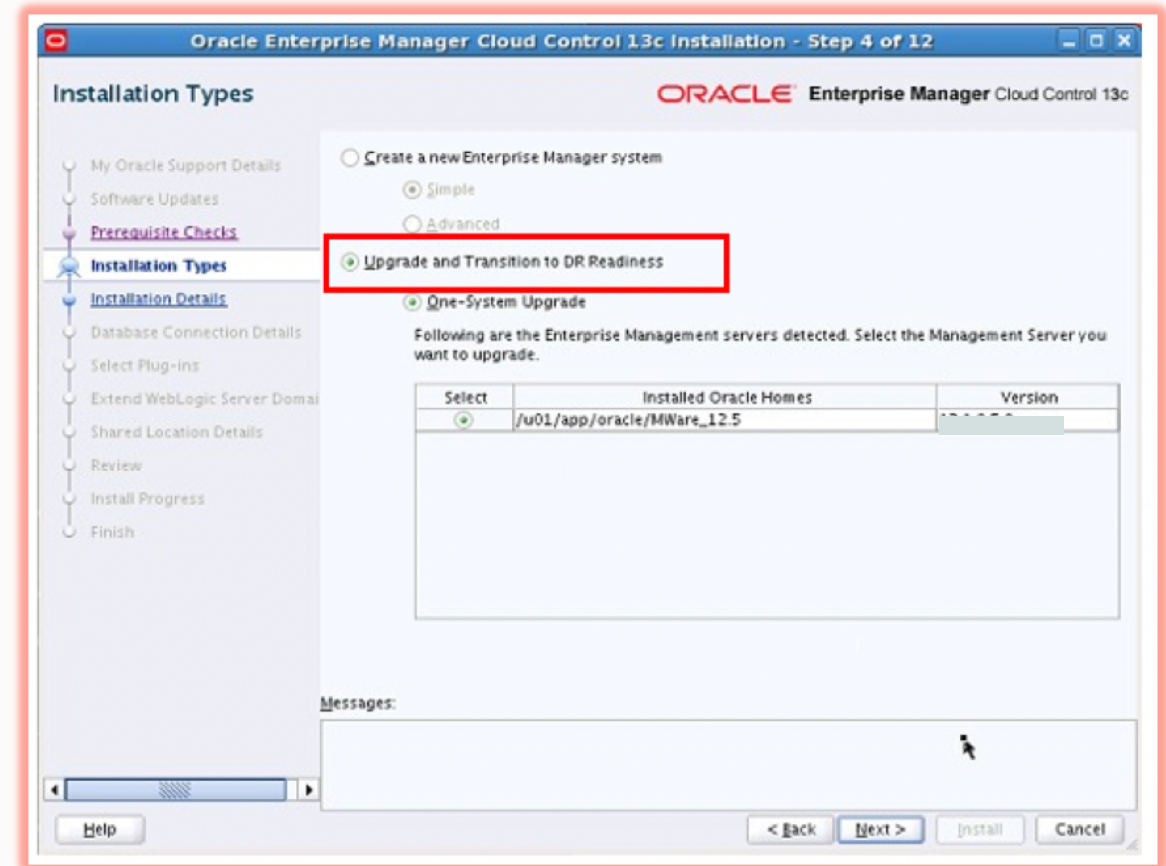 Oracle Enterprise Manager Cloud Control 13c Installation - Step 4 of 12
Installation Types
ORACLE Enterprise Manager Cloud Control 13c
My Oracle Support Details
Software Updates
Prerequisite Checks
Installation Types
Installation Details
Database Connection Details
Select Plug-ins
Extend WebLogic Server Domai
Shared Location Details
Review
Install Progress
Finish
Create a new Enterprise Manager system
Simple
Advanced
Upgrade and Transition to DR Readiness
One-System Upgrade
Following are the Enterprise Management servers detected. Select the Management Server you
want to upgrade.
Select Installed Oracle Homes Version
/u01/app/oracle/MWare_12.5
Messages:
Help
< Back Next > Install Cancel